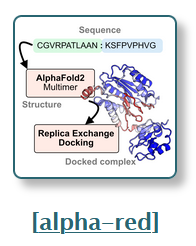 Sequence
CGVRPATLAAN : KSFPVPHVG
AlphaFold2
Multimer
Structure
Replica Exchange
Docking
Docked complex
[alpha-red]